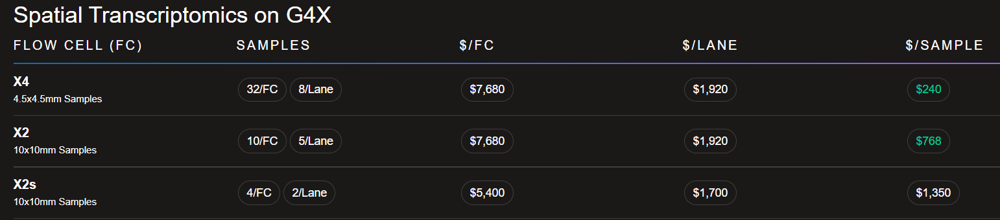 Spatial Transcriptomics on G4X
FLOW CELL (FC) SAMPLES $/FC $/LANE $/SAMPLE
X4
4.5x4.5mm Samples
32/FC 8/Lane $7,680 $1,920 $240
X2
10x10mm Samples
10/FC 5/Lane $7,680 $1,920 $768
X2s
10x10mm Samples
4/FC 2/Lane $5,400 $1,700 $1,350